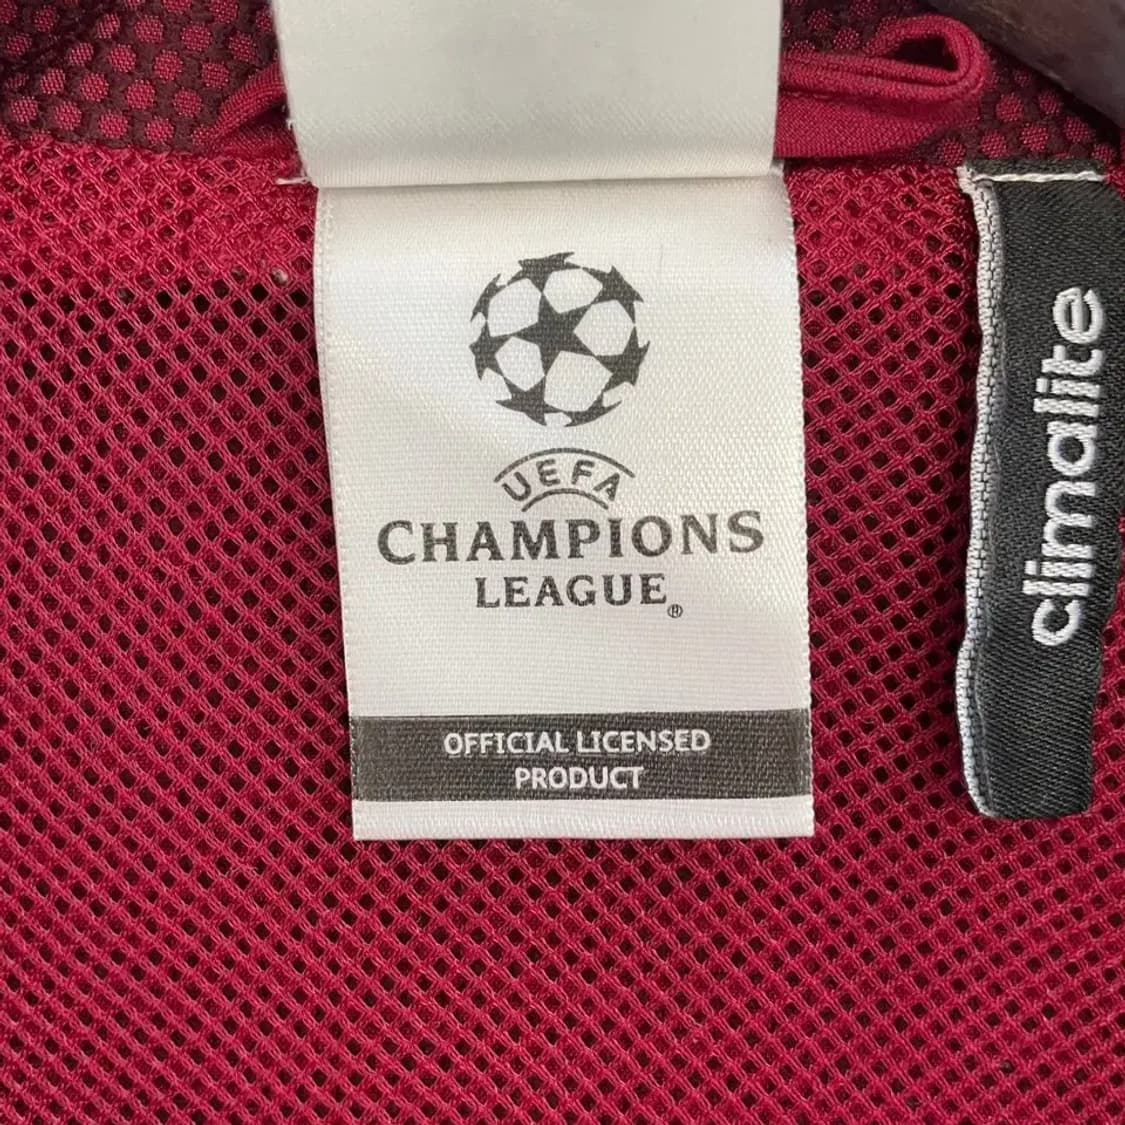 UEFA
CHAMPIONS
LEAGUE®
OFFICIAL LICENSED
PRODUCT
climalite